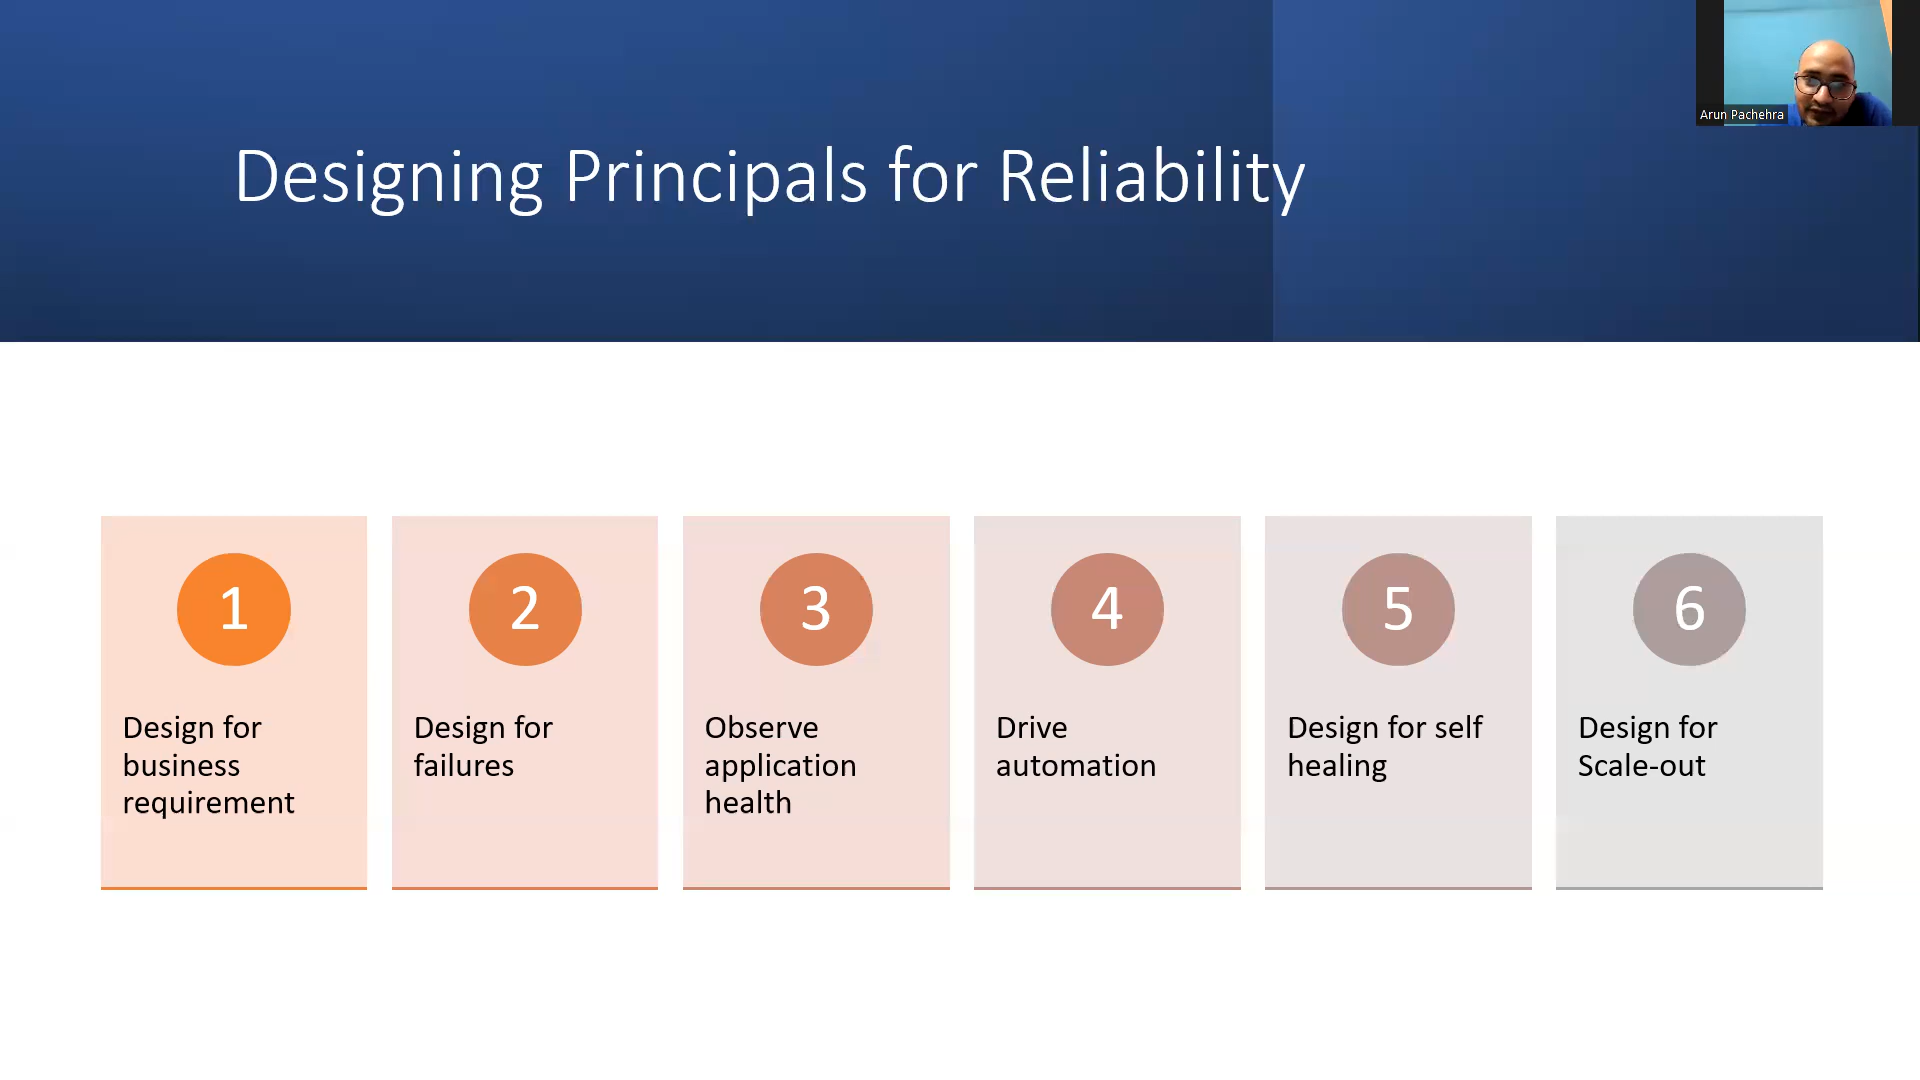 Arun Pachehra
Designing Principals for Reliability
1
Design for
business
requirement
2
Design for
failures
3
Observe
application
health
4
Drive
automation
5
Design for self
healing
6
Design for
Scale-out